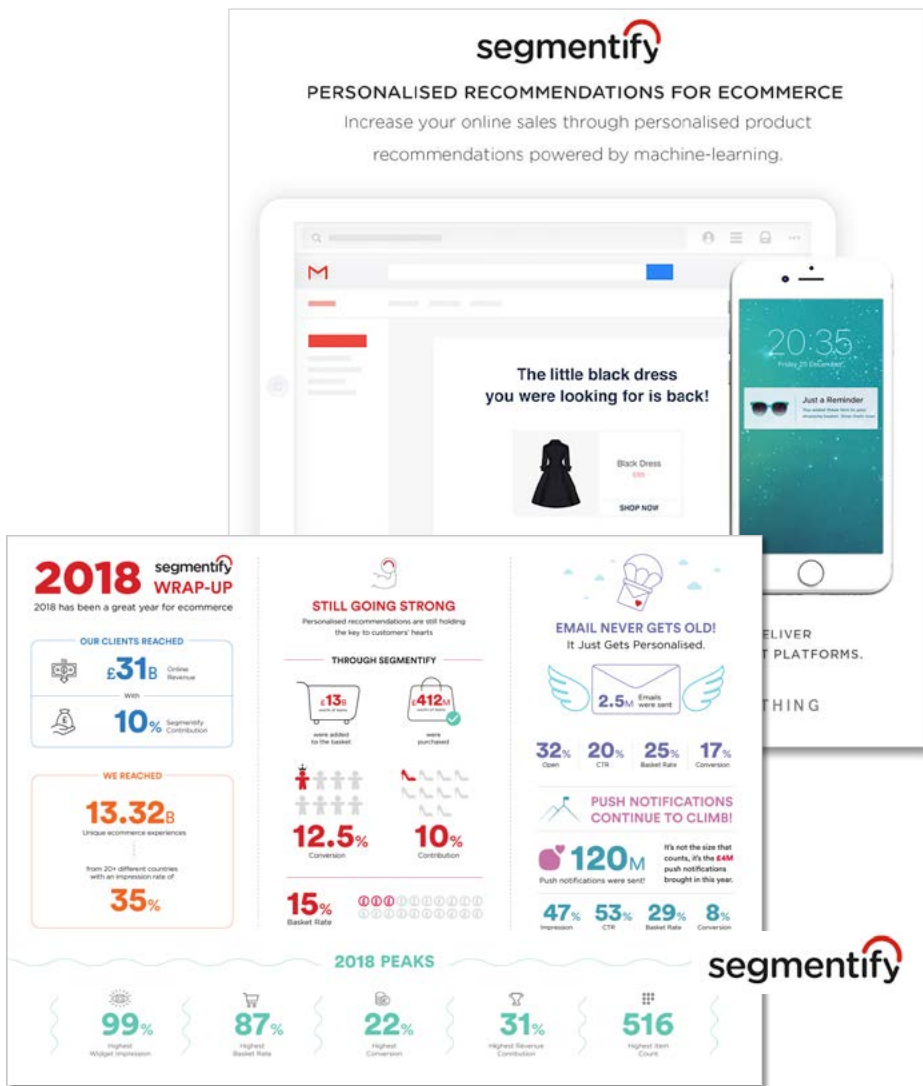 segmentify
PERSONALISED RECOMMENDATIONS FOR ECOMMERCE
Increase your online sales through personalised product
recommendations powered by machine-learning.
The little black dress
you were looking for is back!
Black Dress
SHOP NOW
20:35
Friday 20 December
Just a Reminder
ELIVER
T PLATFORMS.
THING
2018 segmentify
WRAP-UP
2018 has been a great year for ecommerce
OUR CLIENTS REACHED
£31B Online
Revenue
With
10% Segmentify
Contribution
WE REACHED
13.32B
Unique ecommerce experiences
from 20+ different countries
with an impression rate of
35%
STILL GOING STRONG
Personalised recommendations are still holding
the key to customers' hearts
THROUGH SEGMENTIFY
£13B
worth of items
were added
to the basket
£412M
worth of items
were
purchased
12.5%
Conversion
10%
Contribution
15%
Basket Rate
EMAIL NEVER GETS OLD!
It Just Gets Personalised.
2.5M Emails
were sent
32% 20% 25% 17%
Open CTR Basket Rate Conversion
PUSH NOTIFICATIONS
CONTINUE TO CLIMB!
120M
Push notifications were sent!
It's not the size that
counts, it's the £4M
push notifications
brought in this year.
47% 53% 29% 8%
Impression CTR Basket Rate Conversion
2018 PEAKS
segmentify
99%
Highest
Widget Impression
87%
Highest
Basket Rate
22%
Highest
Conversion
31%
Highest Revenue
Contribution
516
Highest Item
Count